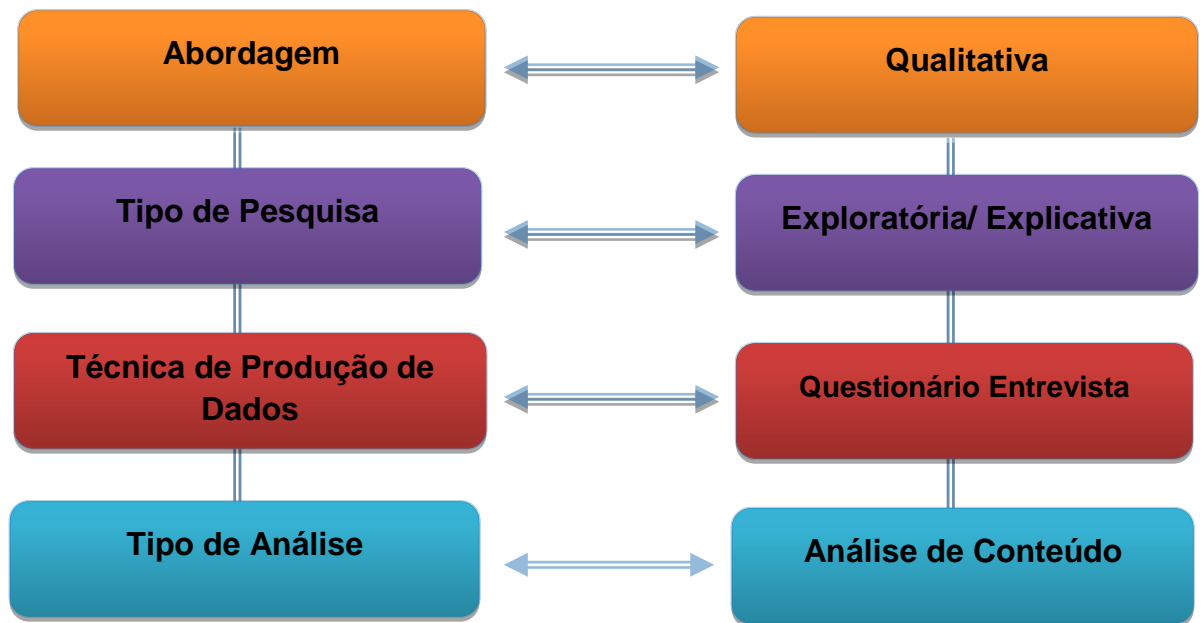 Abordagem
Qualitativa
Tipo de Pesquisa
Exploratória/ Explicativa
Técnica de Produção de
Dados
Questionário Entrevista
Tipo de Análise
Análise de Conteúdo